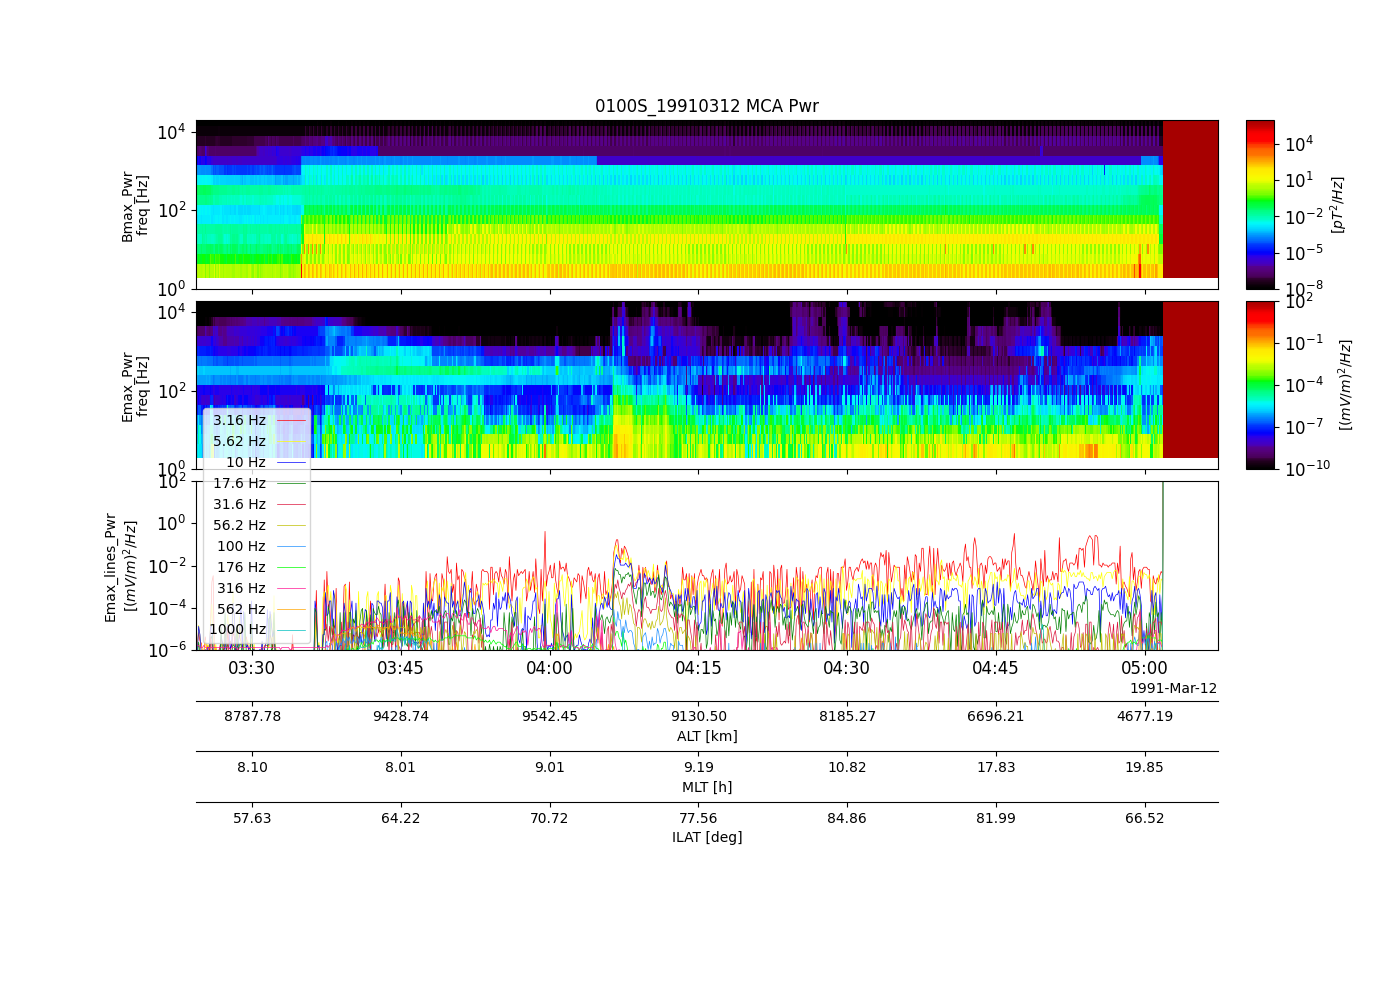 0100S_19910312 MCA Pwr
Bmax_Pwr
freq [Hz]
10^4
10^2
10^0
10^4
10^1
10^-2
10^-5
10^-8
[pT^2/Hz]
Emax_Pwr
freq [Hz]
10^4
10^2
10^0
10^2
10^-1
10^-4
10^-7
10^-10
[(mV/m)^2/Hz]
Emax_lines_Pwr
[(mV/m)^2/Hz]
10^2
10^0
10^-2
10^-4
10^-6
3.16 Hz
5.62 Hz
10 Hz
17.6 Hz
31.6 Hz
56.2 Hz
100 Hz
176 Hz
316 Hz
562 Hz
1000 Hz
03:30 03:45 04:00 04:15 04:30 04:45 05:00
1991-Mar-12
8787.78 9428.74 9542.45 9130.50 8185.27 6696.21 4677.19
ALT [km]
8.10 8.01 9.01 9.19 10.82 17.83 19.85
MLT [h]
57.63 64.22 70.72 77.56 84.86 81.99 66.52
ILAT [deg]